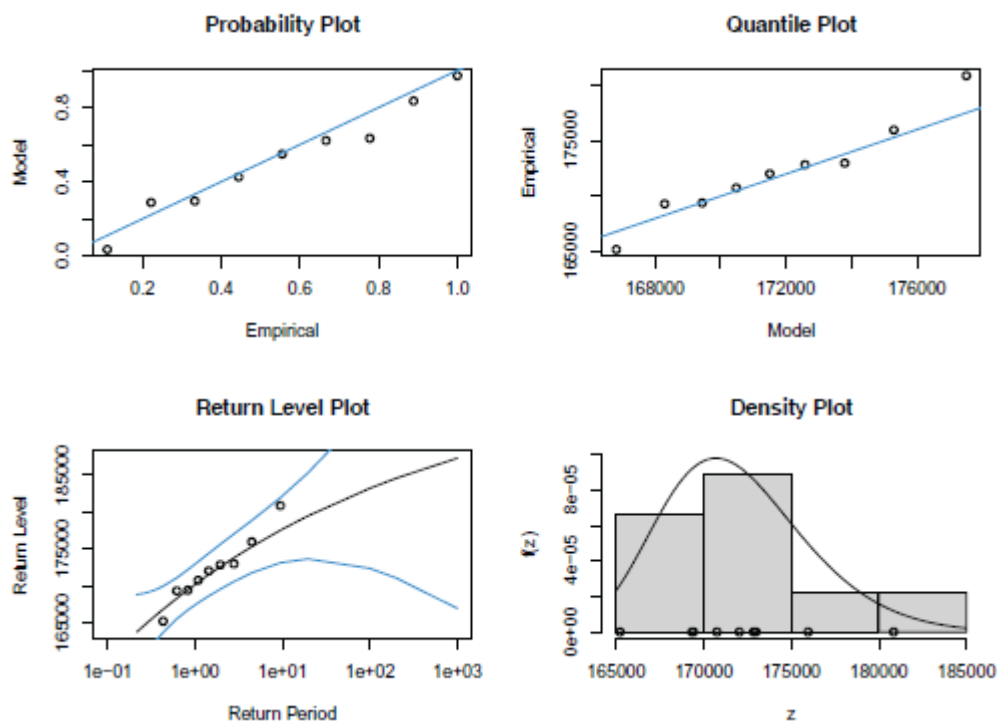 Probability Plot
Model
0.0 0.4 0.8
0.2 0.4 0.6 0.8 1.0
Empirical
Quantile Plot
Empirical
165000 175000
168000 172000 176000
Model
Return Level Plot
Return Level
165000 175000 185000
1e−01 1e+00 1e+01 1e+02 1e+03
Return Period
Density Plot
f(z)
0e+00 4e−05 8e−05
165000 170000 175000 180000 185000
z